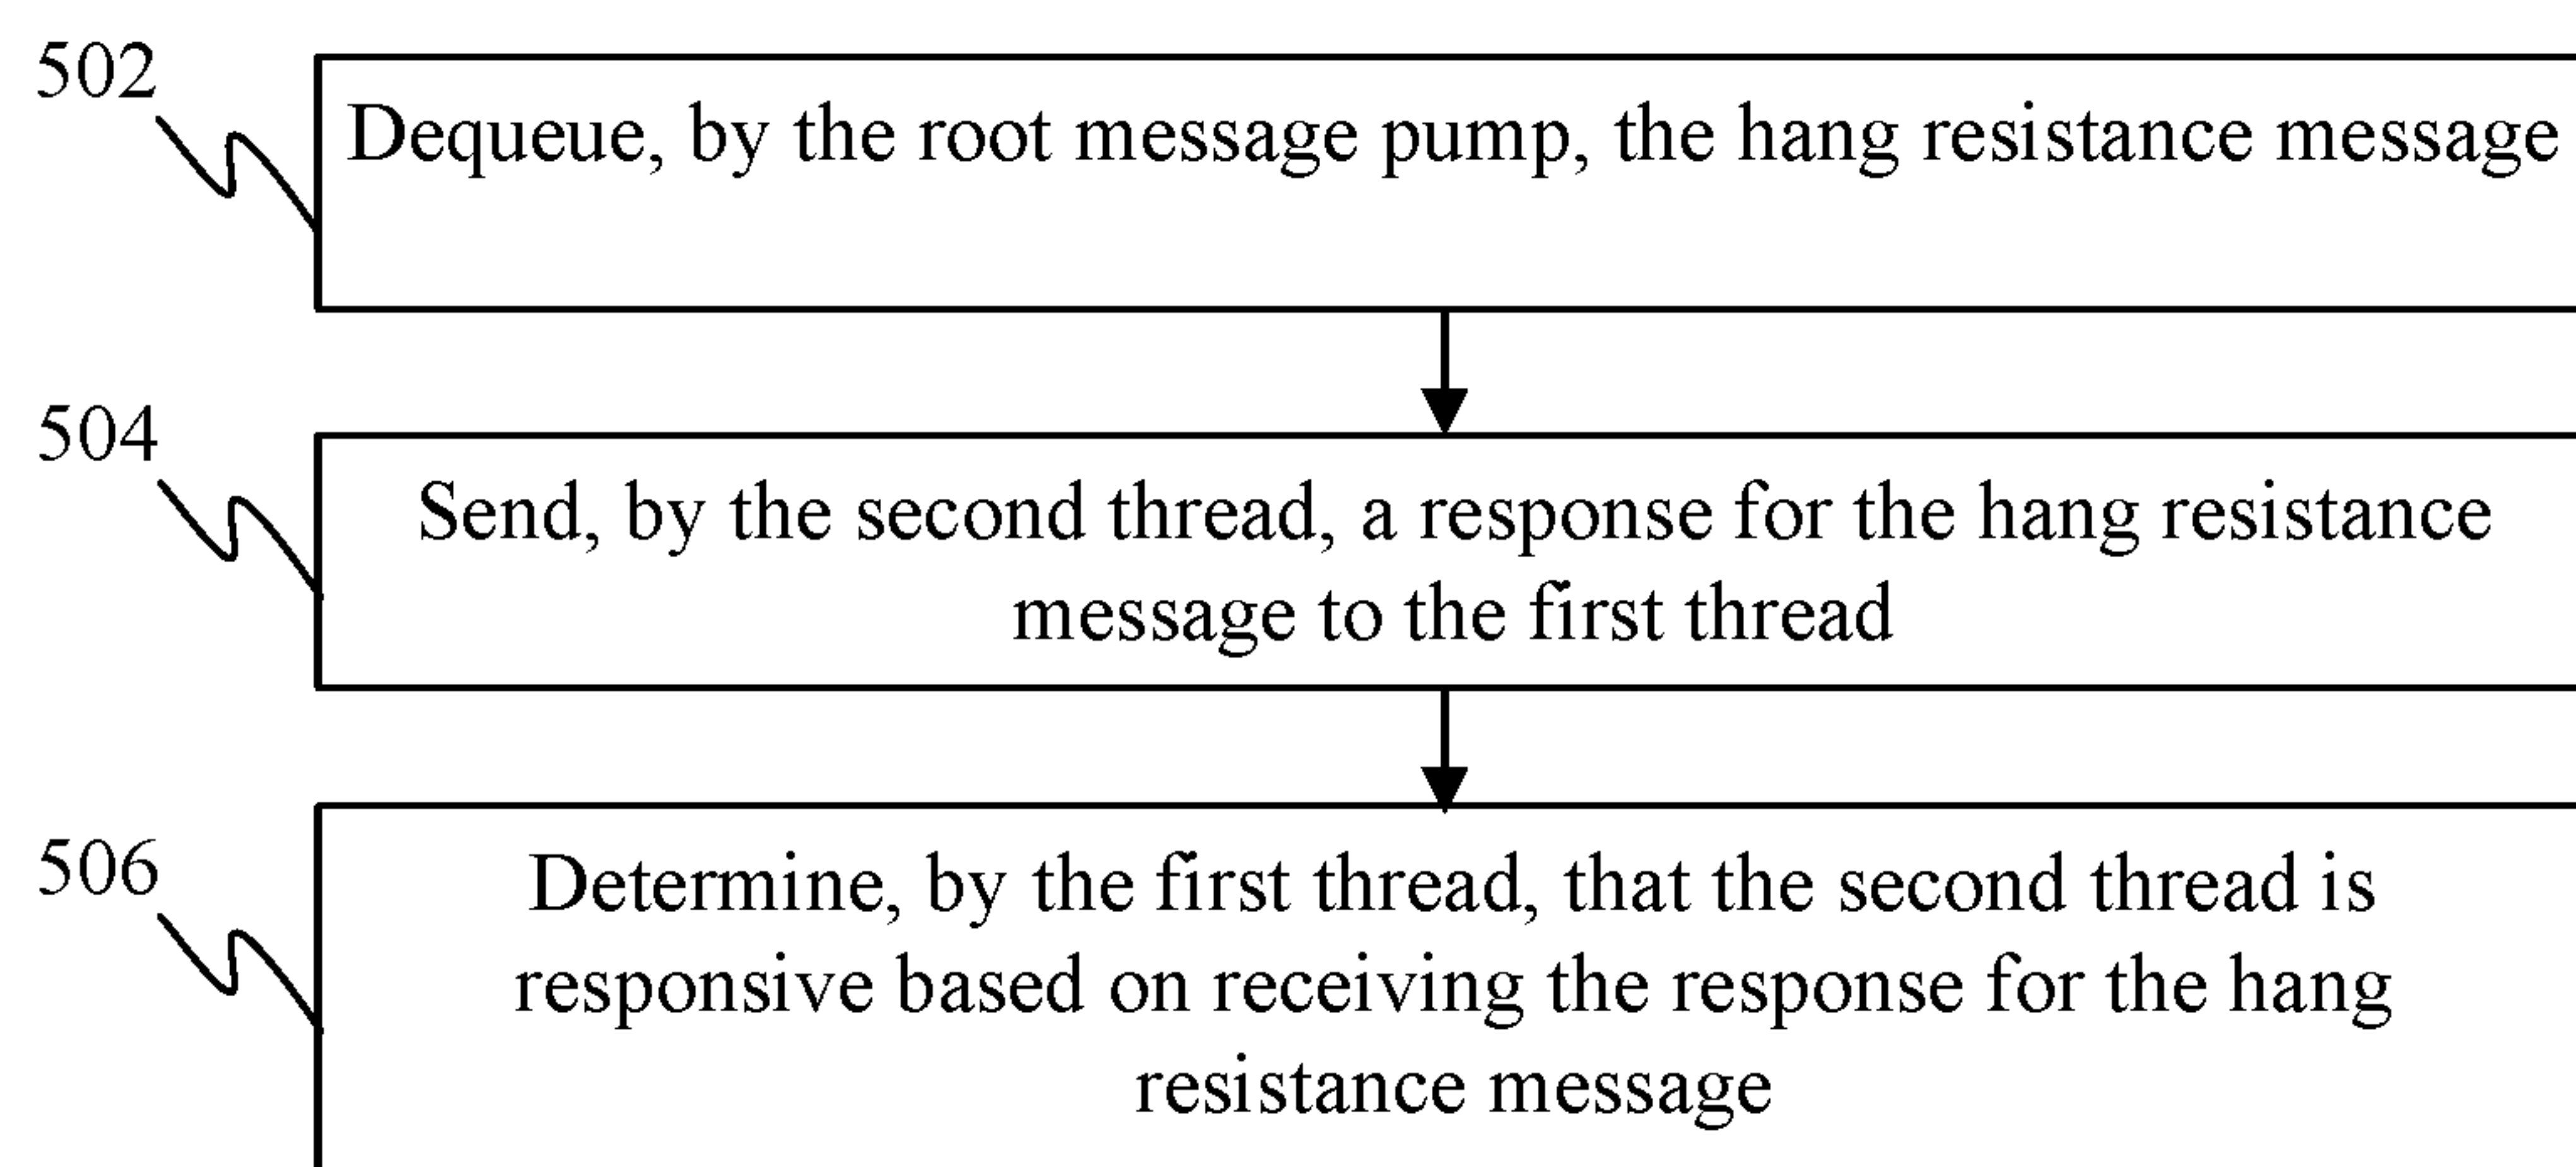 502
Dequeue, by the root message pump, the hang resistance message
504
Send, by the second thread, a response for the hang resistance
message to the first thread
506
Determine, by the first thread, that the second thread is
responsive based on receiving the response for the hang
resistance message